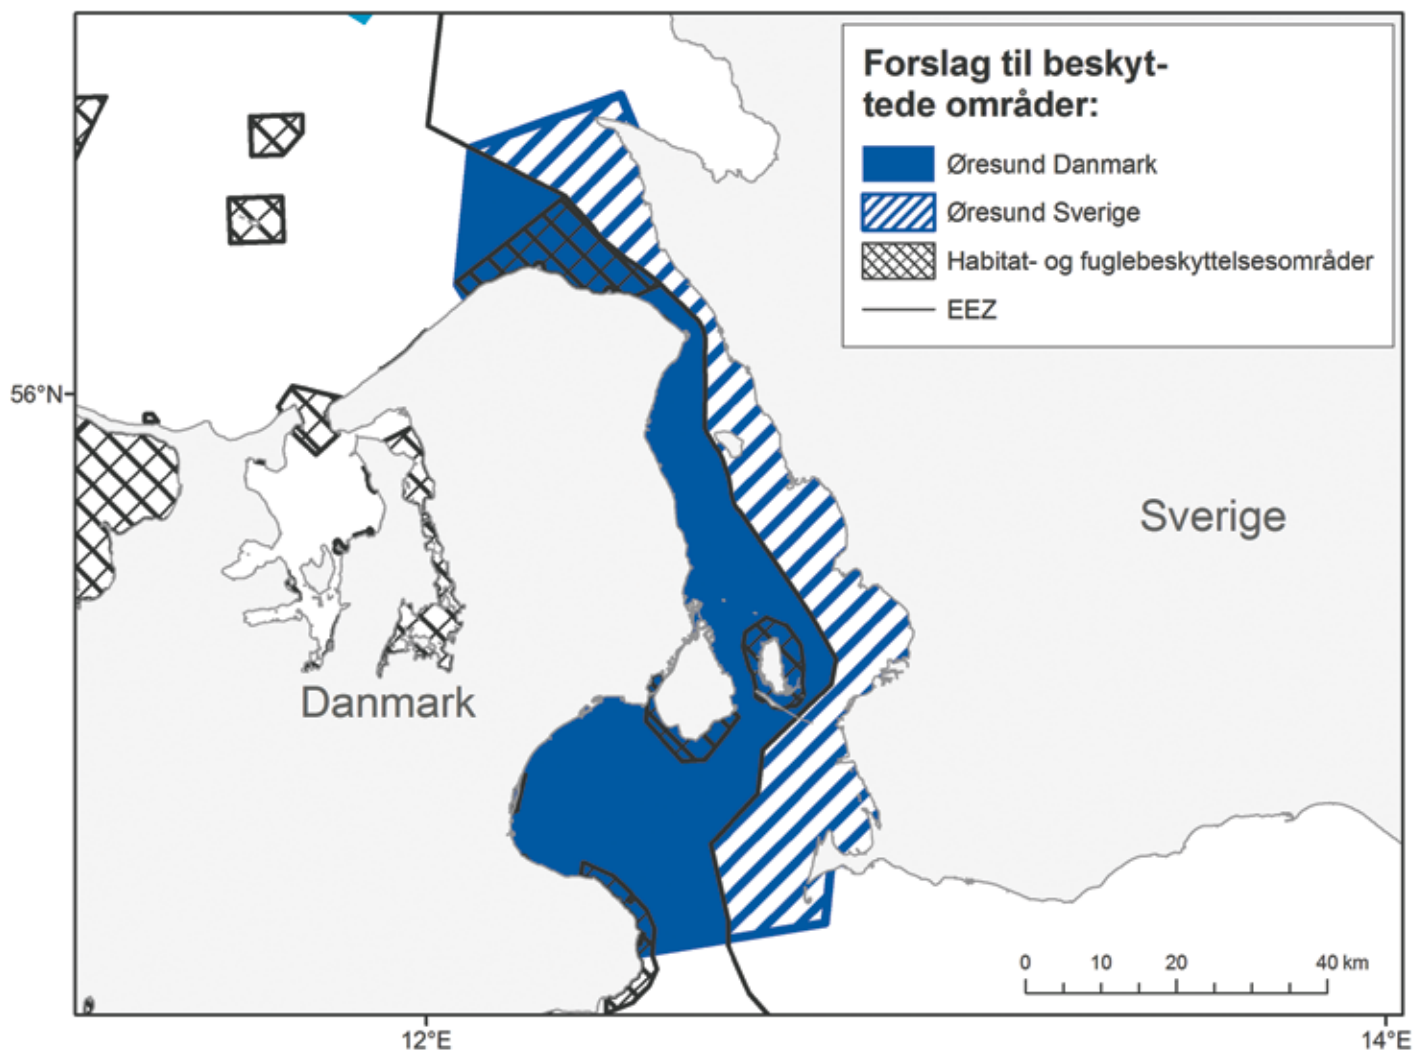 Forslag til beskyt-
tede områder:
Øresund Danmark
Øresund Sverige
Habitat- og fuglebeskyttelsesområder
EEZ
56°N
Sverige
Danmark
0 10 20 40 km
12°E 14°E